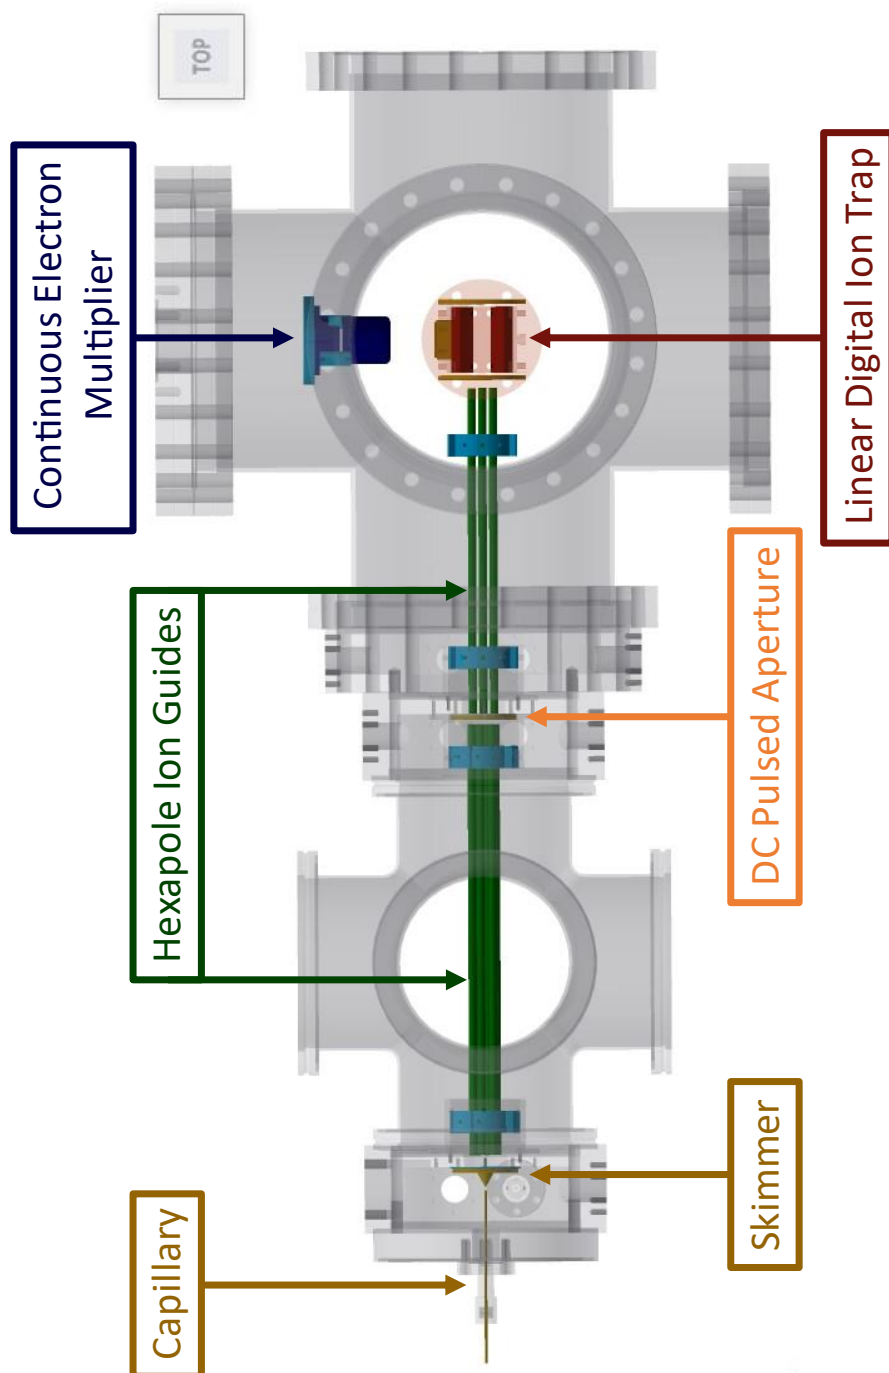 TOP
Continuous Electron
Multiplier
Hexapole Ion Guides
Capillary
Linear Digital Ion Trap
DC Pulsed Aperture
Skimmer